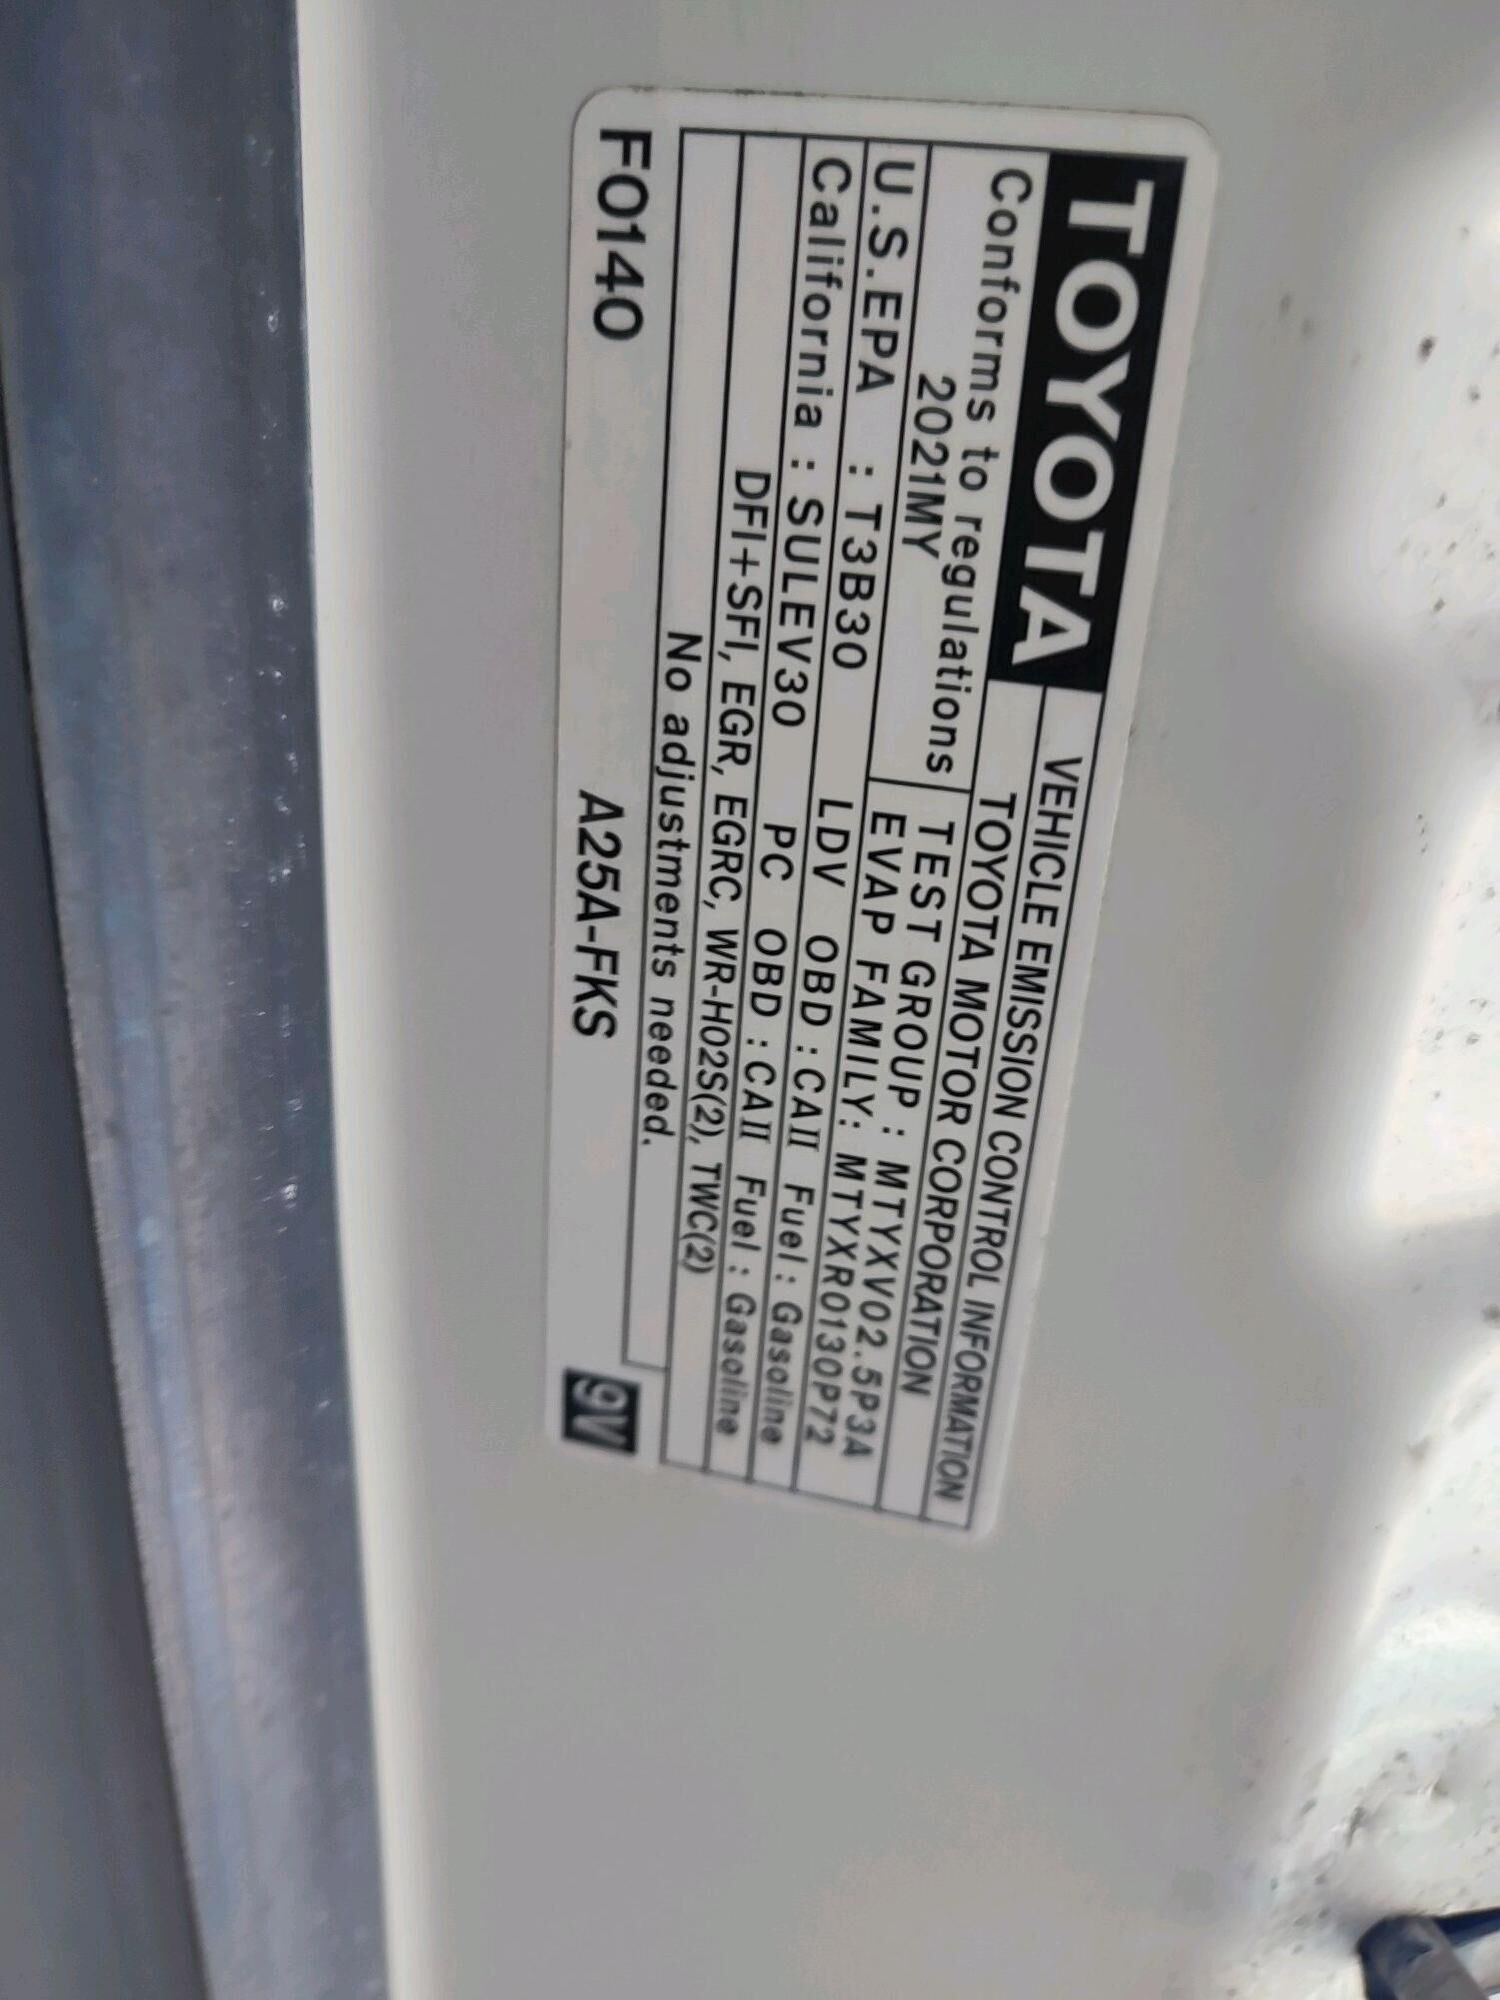 TOYOTA VEHICLE EMISSION CONTROL INFORMATION
TOYOTA MOTOR CORPORATION
Conforms to regulations
2021MY
TEST GROUP : MTYXV02.5P3A
EVAP FAMILY: MTYXR0130P72
U.S.EPA : T3B30 LDV OBD : CAII Fuel : Gasoline
California : SULEV30 PC OBD : CAII Fuel : Gasoline
DFI+SFI, EGR, EGRC, WR-HO2S(2), TWC(2)
No adjustments needed.
F0140 A25A-FKS 9V